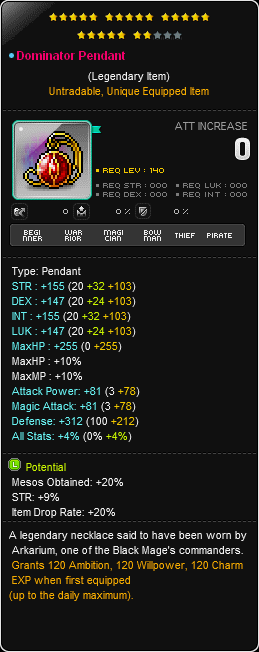 Dominator Pendant
(Legendary Item)
Untradable, Unique Equipped Item
ATT INCREASE
0
REQ LEV : 140
REQ STR : 000 REQ LUK : 000
REQ DEX : 000 REQ INT : 000
0 0 % 0 %
BEGINNER WARRIOR MAGICIAN BOWMAN THIEF PIRATE
Type: Pendant
STR : +155 (20 +32 +103)
DEX : +147 (20 +24 +103)
INT : +155 (20 +32 +103)
LUK : +147 (20 +24 +103)
MaxHP : +255 (0 +255)
MaxHP : +10%
MaxMP : +10%
Attack Power: +81 (3 +78)
Magic Attack: +81 (3 +78)
Defense: +312 (100 +212)
All Stats: +4% (0% +4%)
L Potential
Mesos Obtained: +20%
STR: +9%
Item Drop Rate: +20%
A legendary necklace said to have been worn by
Arkarium, one of the Black Mage's commanders.
Grants 120 Ambition, 120 Willpower, 120 Charm
EXP when first equipped
(up to the daily maximum).